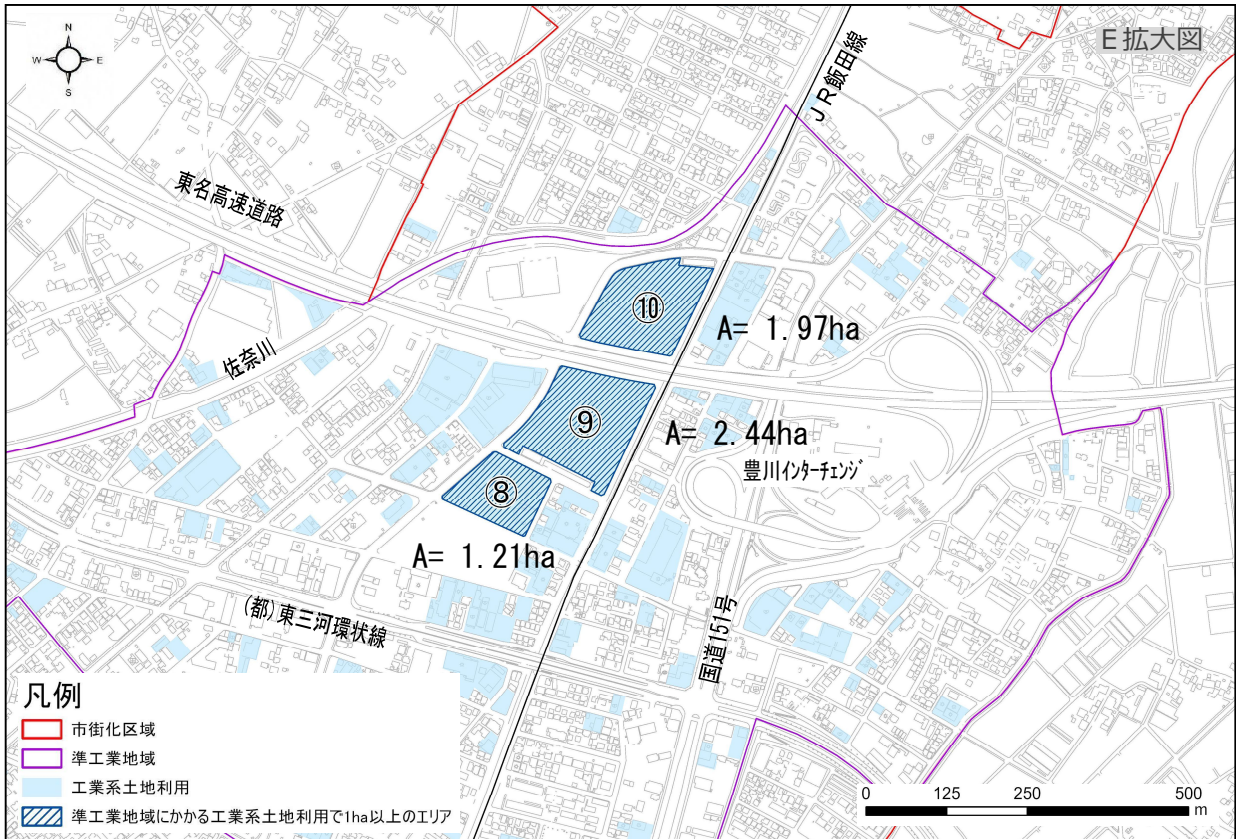 N
W
E
S
E拡大図
JR飯田線
東名高速道路
佐奈川
⑩
A= 1.97ha
⑨
A= 2.44ha
豊川インターチェンジ
⑧
A= 1.21ha
(都)東三河環状線
国道151号
凡例
市街化区域
準工業地域
工業系土地利用
準工業地域にかかる工業系土地利用で1ha以上のエリア
0 125 250 500
m